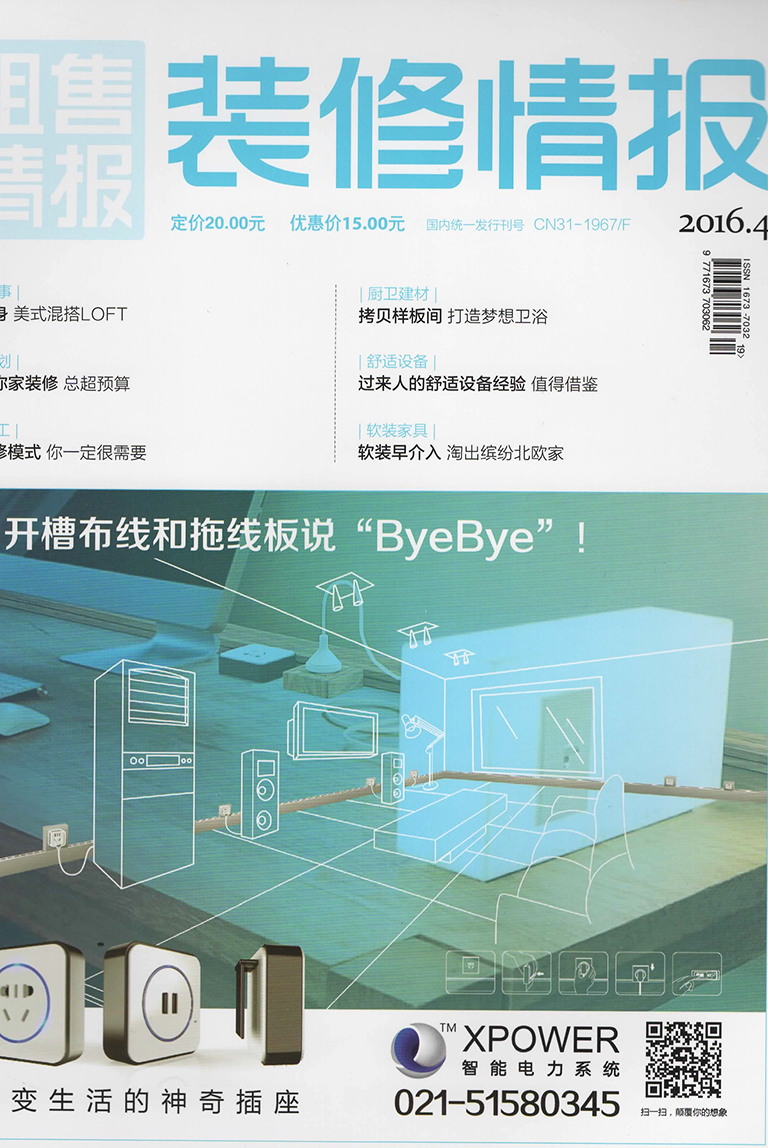 租售
情报
装修情报
定价20.00元 优惠价15.00元 国内统一发行刊号 CN31-1967/F 2016.4
ISSN 1673-7032
9 771673 703062
19>
事 |
身 美式混搭LOFT
划 |
你家装修 总超预算
工 |
修模式 你一定很需要
| 厨卫建材 |
拷贝样板间 打造梦想卫浴
| 舒适设备 |
过来人的舒适设备经验 值得借鉴
| 软装家具 |
软装早介入 淘出缤纷北欧家
开槽布线和拖线板说“ByeBye”!
TM XPOWER
智能电力系统
021-51580345
扫一扫，颠覆你的想象
变生活的神奇插座